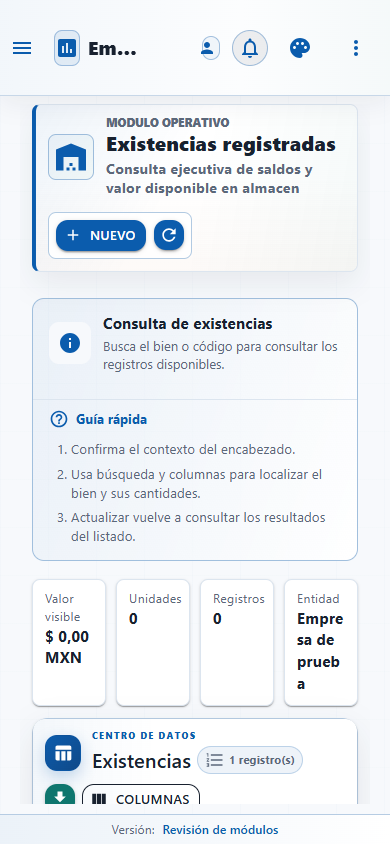 Em...
MODULO OPERATIVO
Existencias registradas
Consulta ejecutiva de saldos y
valor disponible en almacen
NUEVO
Consulta de existencias
Busca el bien o código para consultar los
registros disponibles.
Guía rápida
1. Confirma el contexto del encabezado.
2. Usa búsqueda y columnas para localizar el
bien y sus cantidades.
3. Actualizar vuelve a consultar los resultados
del listado.
Valor
visible
$ 0,00
MXN
Unidades
0
Registros
0
Entidad
Empre
sa de
prueb
a
CENTRO DE DATOS
Existencias
1 registro(s)
COLUMNAS
Versión: Revisión de módulos